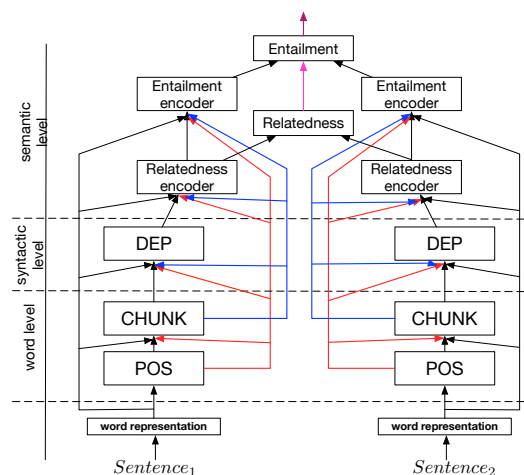 Entailment
Entailment
encoder
Entailment
encoder
Relatedness
Relatedness
encoder
Relatedness
encoder
DEP
DEP
CHUNK
CHUNK
POS
POS
word representation
word representation
Sentence1
Sentence2
semantic
level
syntactic
level
word level